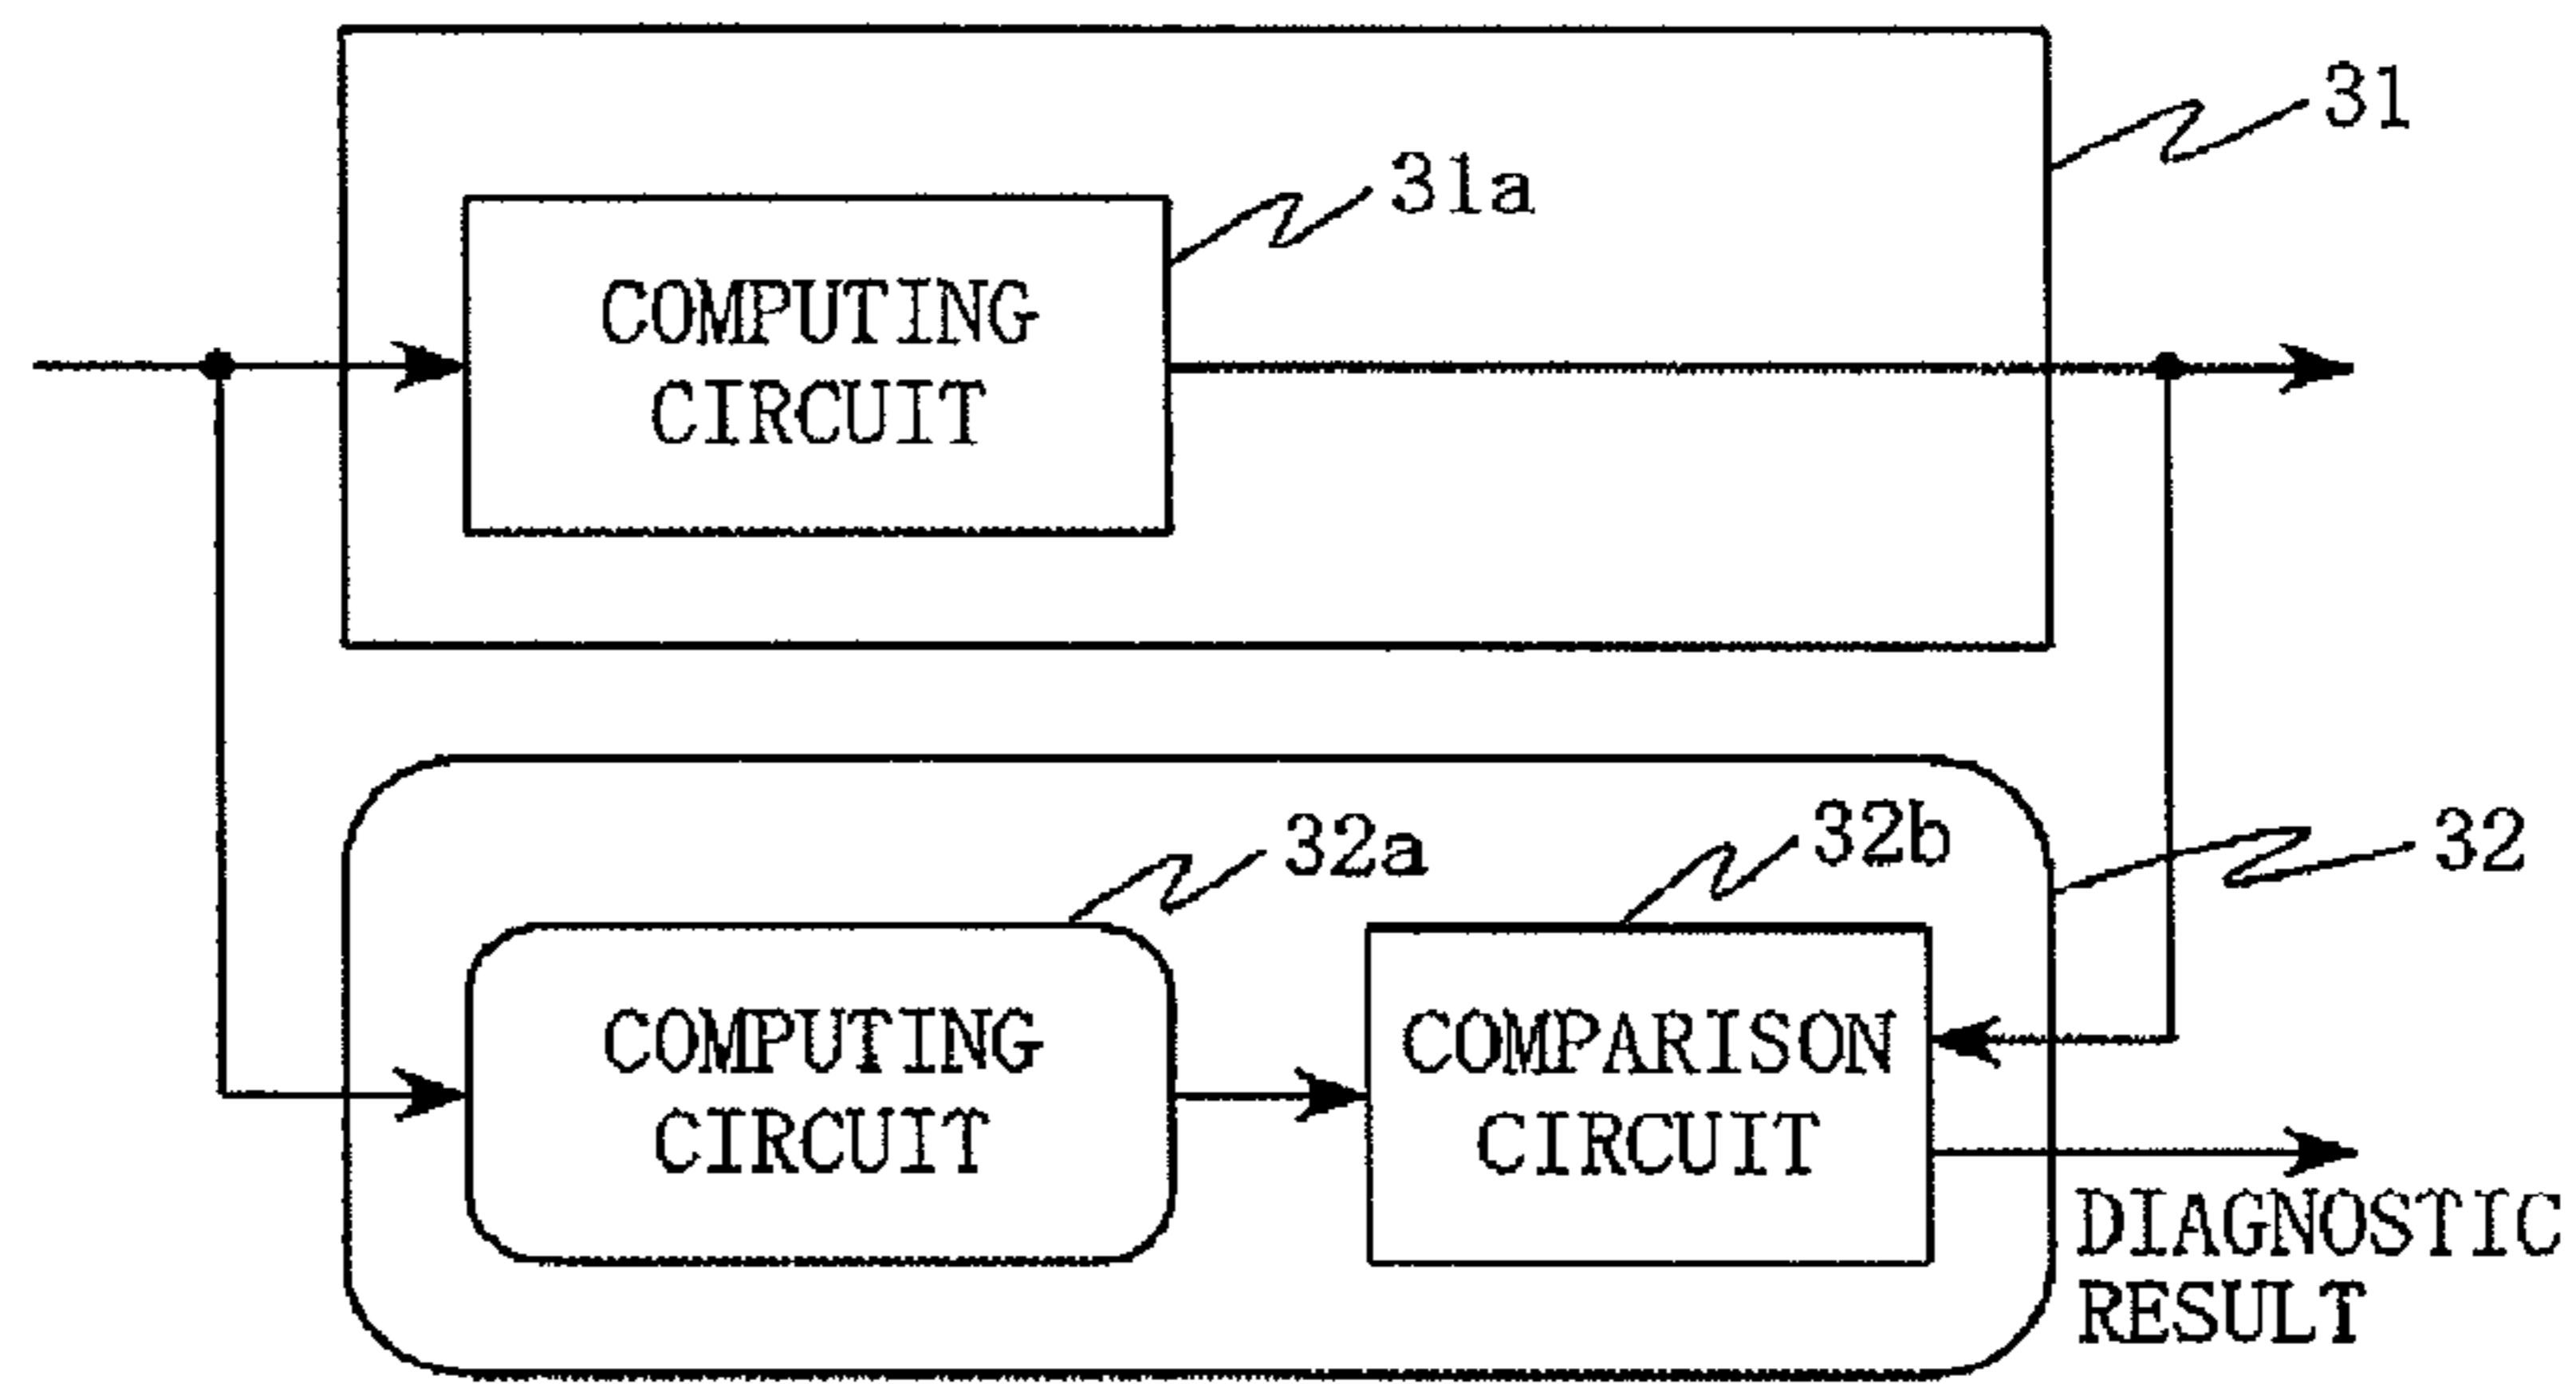 31
31a
COMPUTING
CIRCUIT
32a
32b
32
COMPUTING
CIRCUIT
COMPARISON
CIRCUIT
DIAGNOSTIC
RESULT